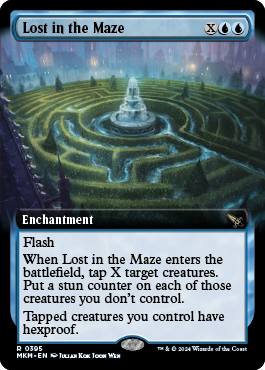 Lost in the Maze XUU
Enchantment
Flash
When Lost in the Maze enters the
battlefield, tap X target creatures.
Put a stun counter on each of those
creatures you don't control.
Tapped creatures you control have
hexproof.
R 0395
MKM • EN Julian Kok Joon Wen ™ & © 2024 Wizards of the Coast